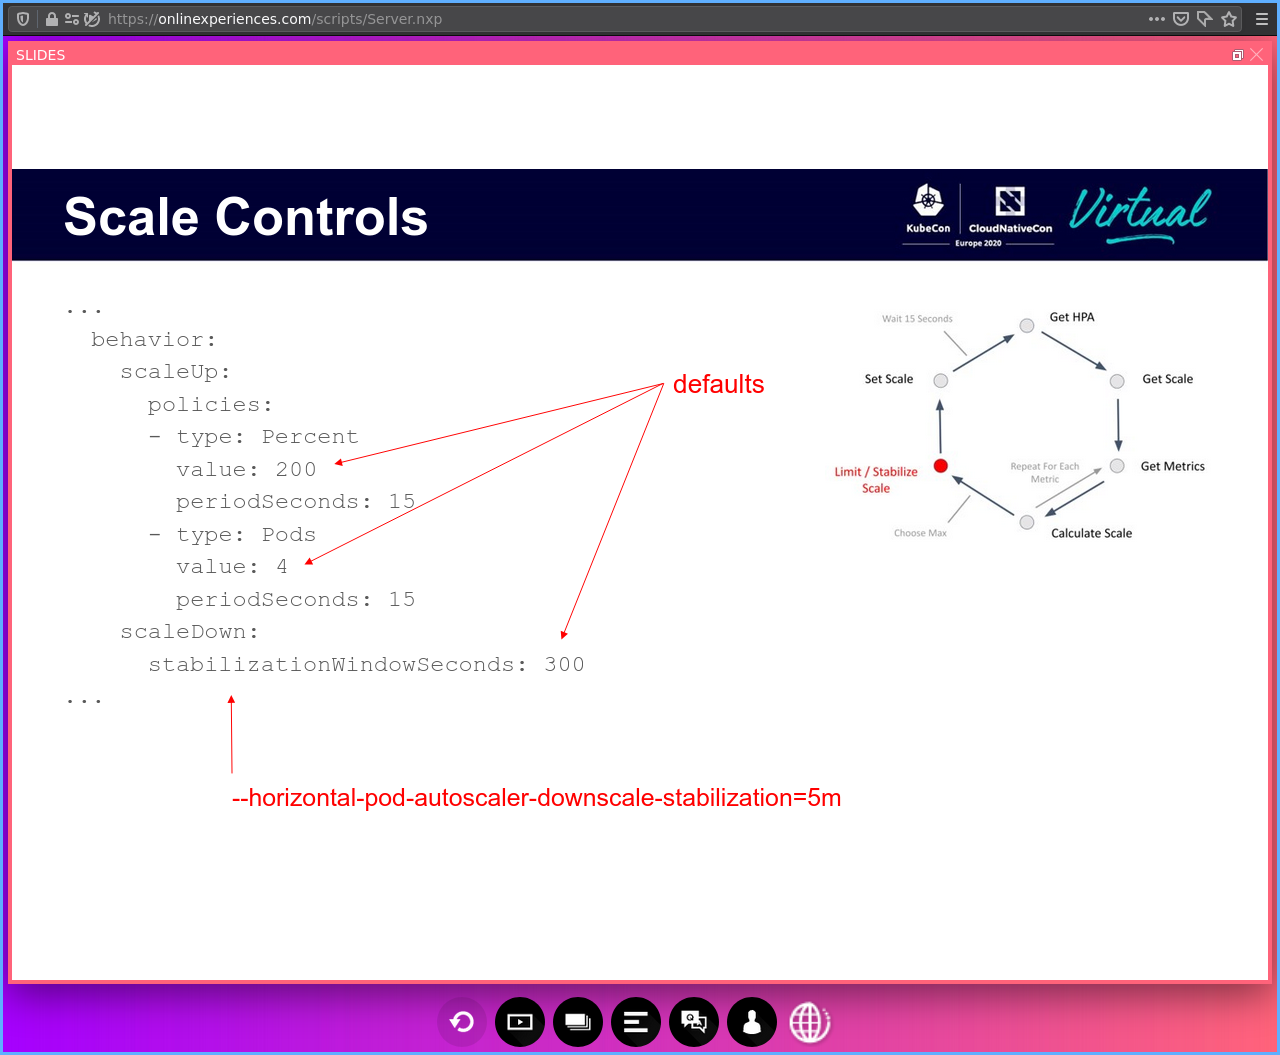 https://onlinexperiences.com/scripts/Server.nxp
SLIDES
Scale Controls
KubeCon
CloudNativeCon
Europe 2020
Virtual
...
behavior:
scaleUp:
policies:
- type: Percent
value: 200
periodSeconds: 15
- type: Pods
value: 4
periodSeconds: 15
scaleDown:
stabilizationWindowSeconds: 300
...
defaults
--horizontal-pod-autoscaler-downscale-stabilization=5m
Wait 15 Seconds
Get HPA
Set Scale
Get Scale
Limit / Stabilize
Scale
Repeat For Each
Metric
Get Metrics
Choose Max
Calculate Scale